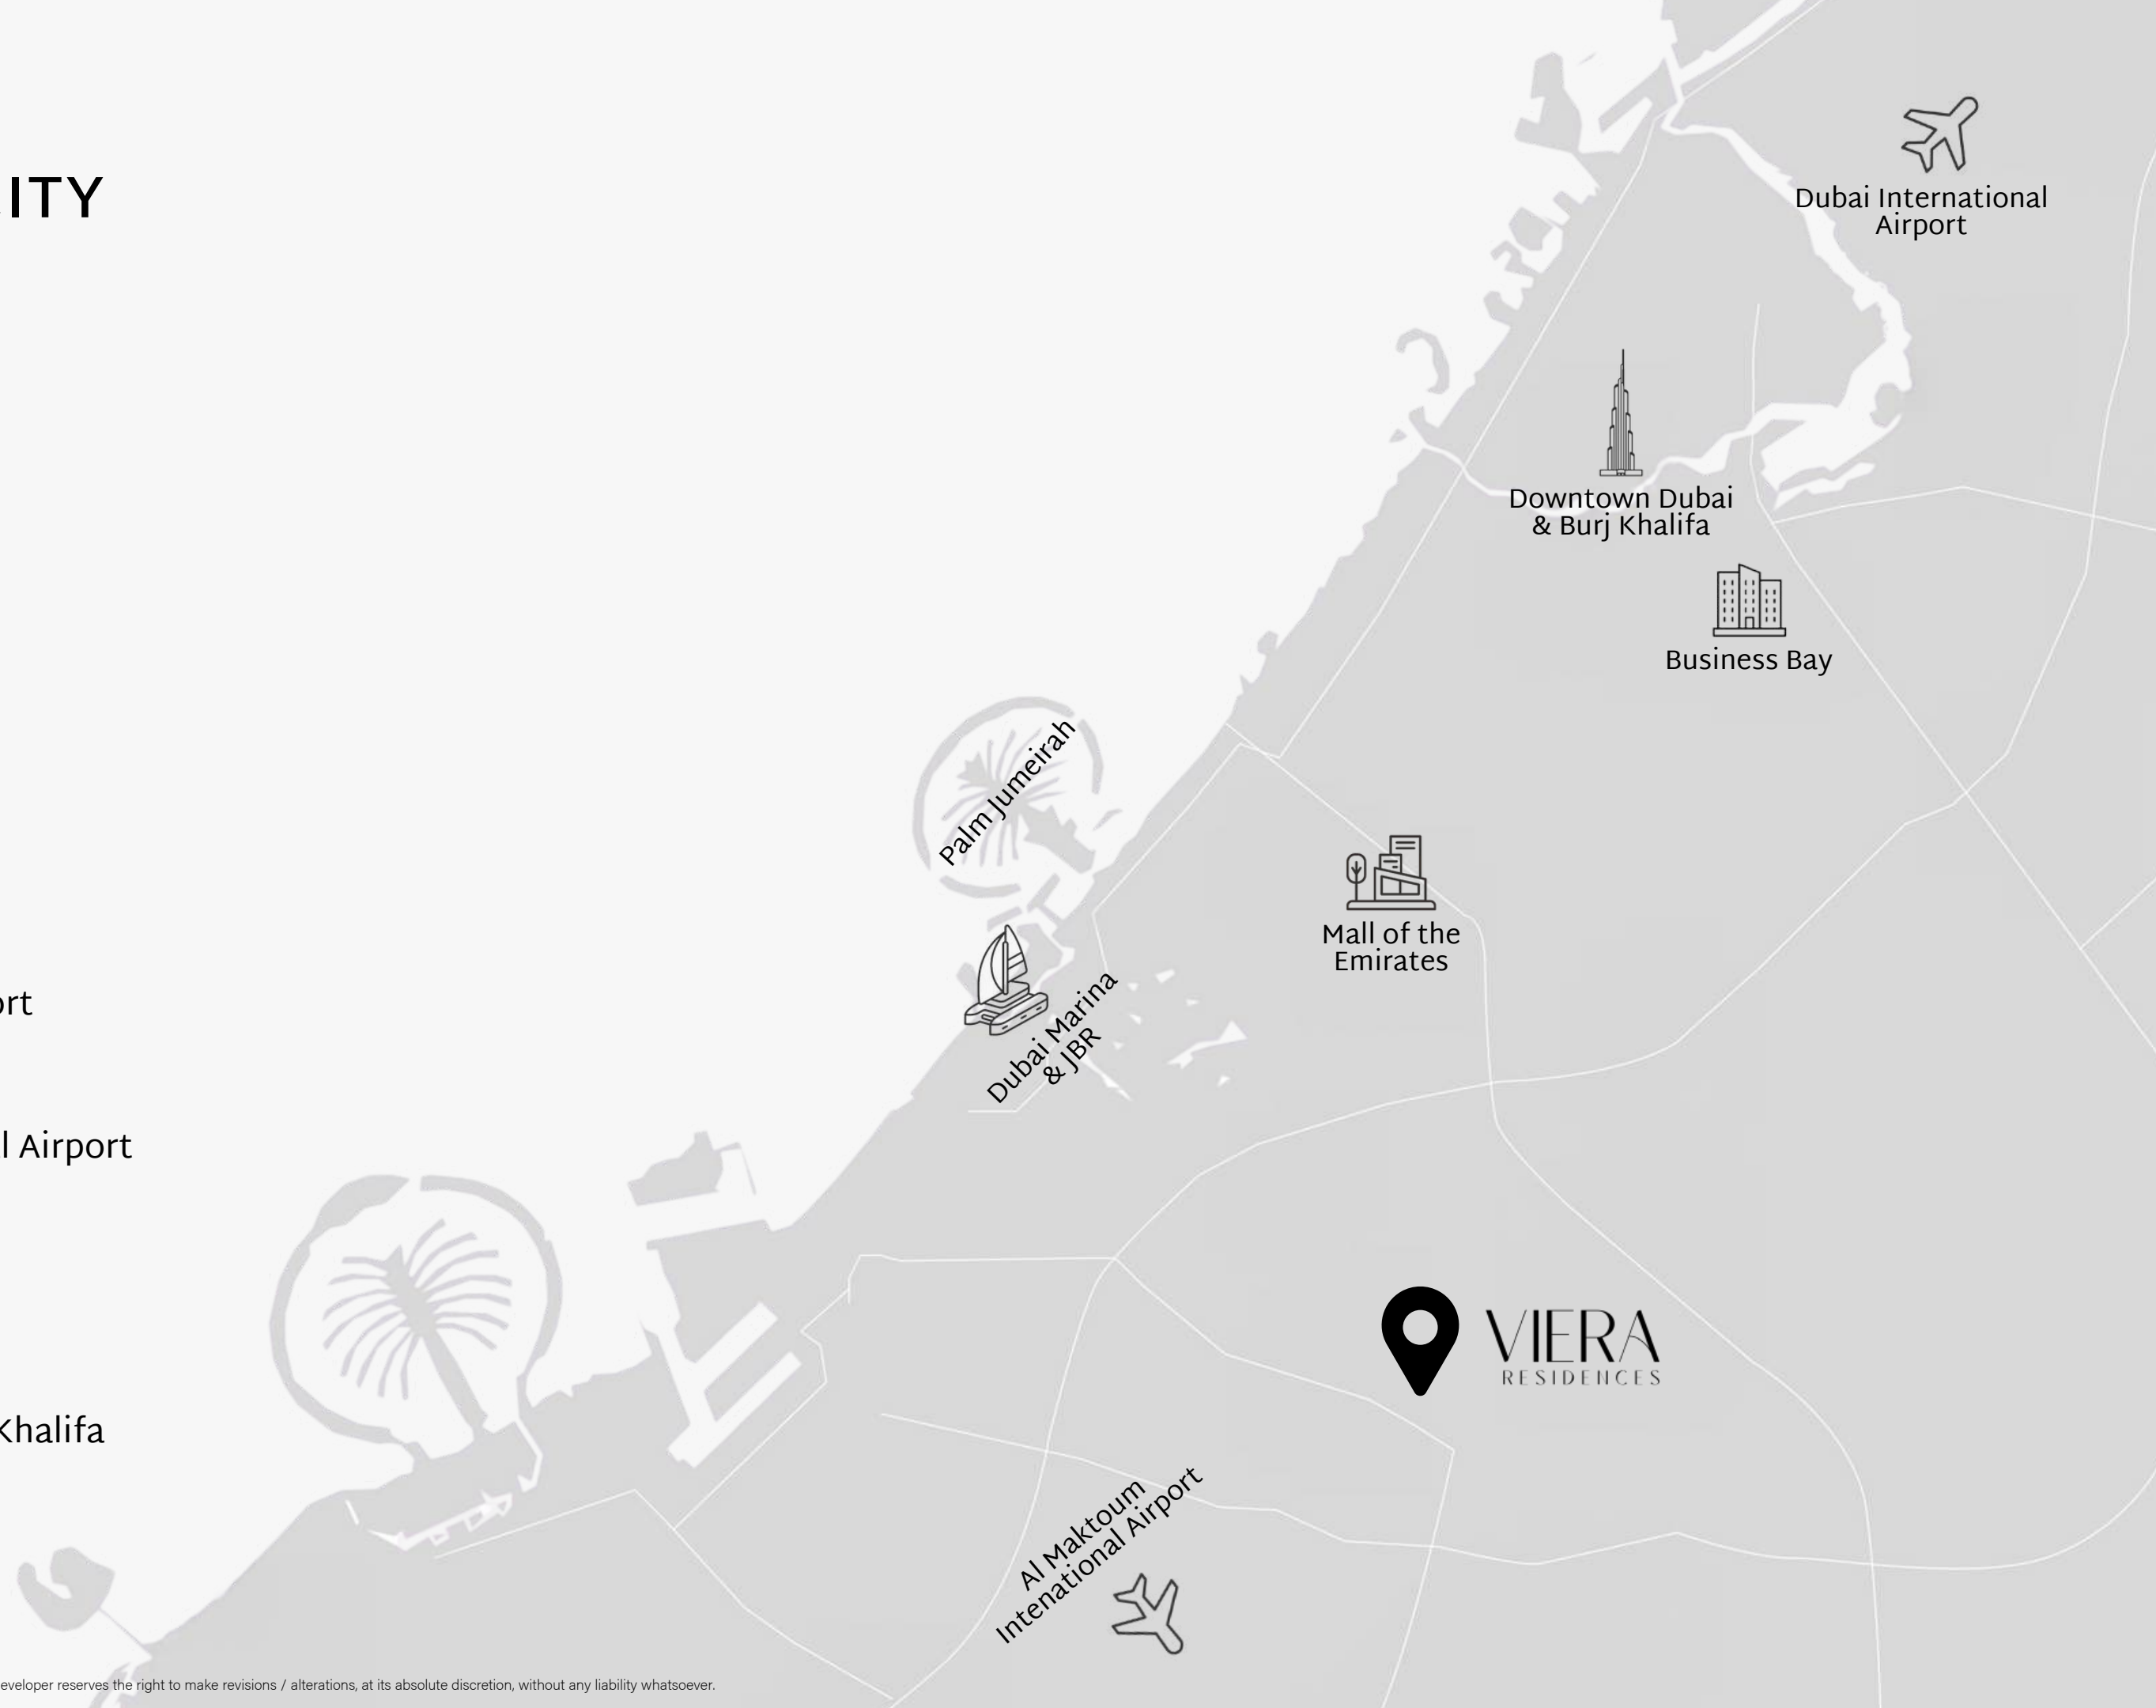 ITY
Dubai International
Airport
Downtown Dubai
& Burj Khalifa
Business Bay
Palm Jumeirah
Mall of the
Emirates
Dubai Marina
& JBR
ort
l Airport
VIERA
RESIDENCES
Khalifa
Al Maktoum
Intenational Airport
eveloper reserves the right to make revisions / alterations, at its absolute discretion, without any liability whatsoever.